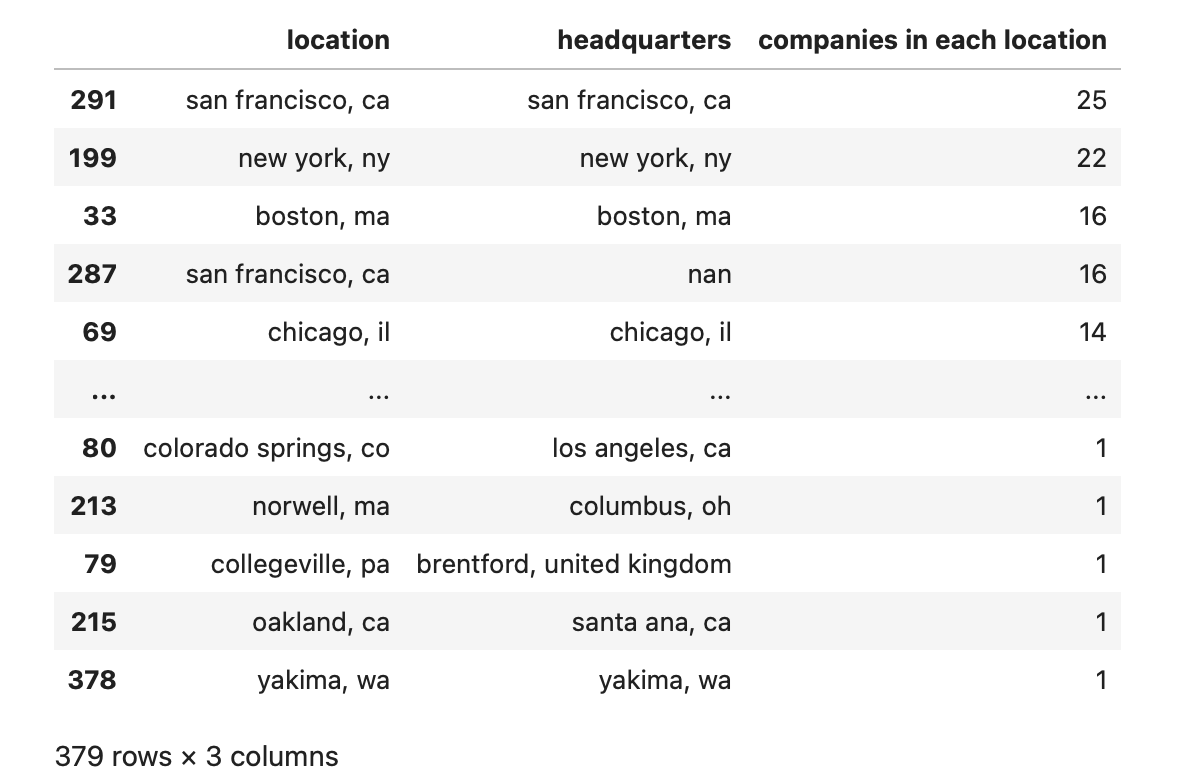 location headquarters companies in each location
291 san francisco, ca san francisco, ca 25
199 new york, ny new york, ny 22
33 boston, ma boston, ma 16
287 san francisco, ca nan 16
69 chicago, il chicago, il 14
... ... ... ...
80 colorado springs, co los angeles, ca 1
213 norwell, ma columbus, oh 1
79 collegeville, pa brentford, united kingdom 1
215 oakland, ca santa ana, ca 1
378 yakima, wa yakima, wa 1
379 rows × 3 columns